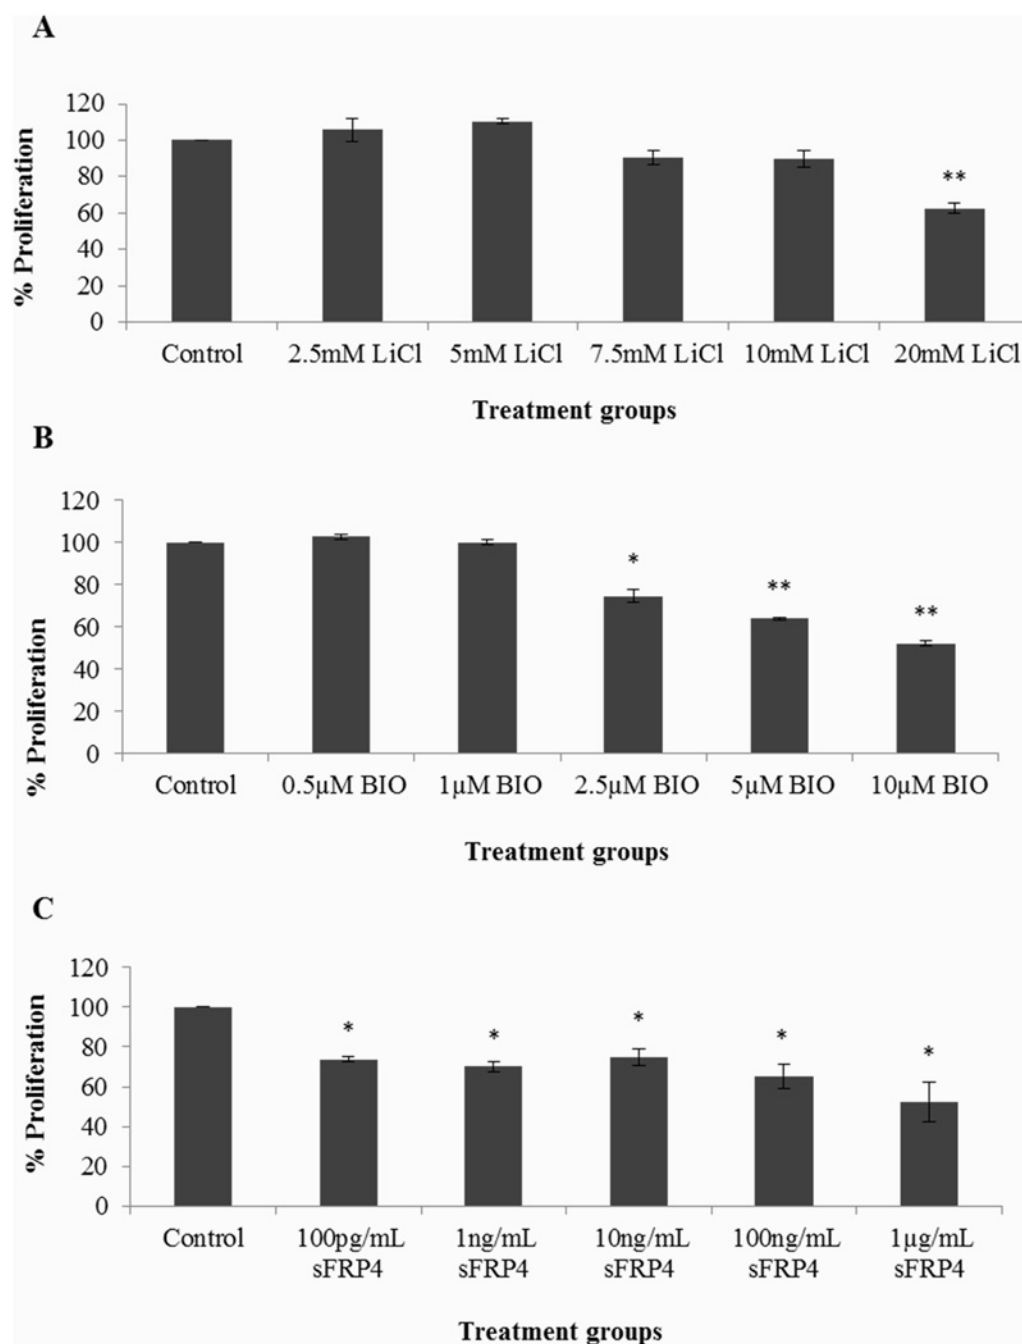 A
120
100
80
60
40
20
0
% Proliferation
**
Control 2.5mM LiCl 5mM LiCl 7.5mM LiCl 10mM LiCl 20mM LiCl
Treatment groups
B
120
100
80
60
40
20
0
% Proliferation
*
**
**
Control 0.5µM BIO 1µM BIO 2.5µM BIO 5µM BIO 10µM BIO
Treatment groups
C
120
100
80
60
40
20
0
% Proliferation
* * * * *
Control 100pg/mL 1ng/mL 10ng/mL 100ng/mL 1µg/mL
sFRP4 sFRP4 sFRP4 sFRP4 sFRP4
Treatment groups